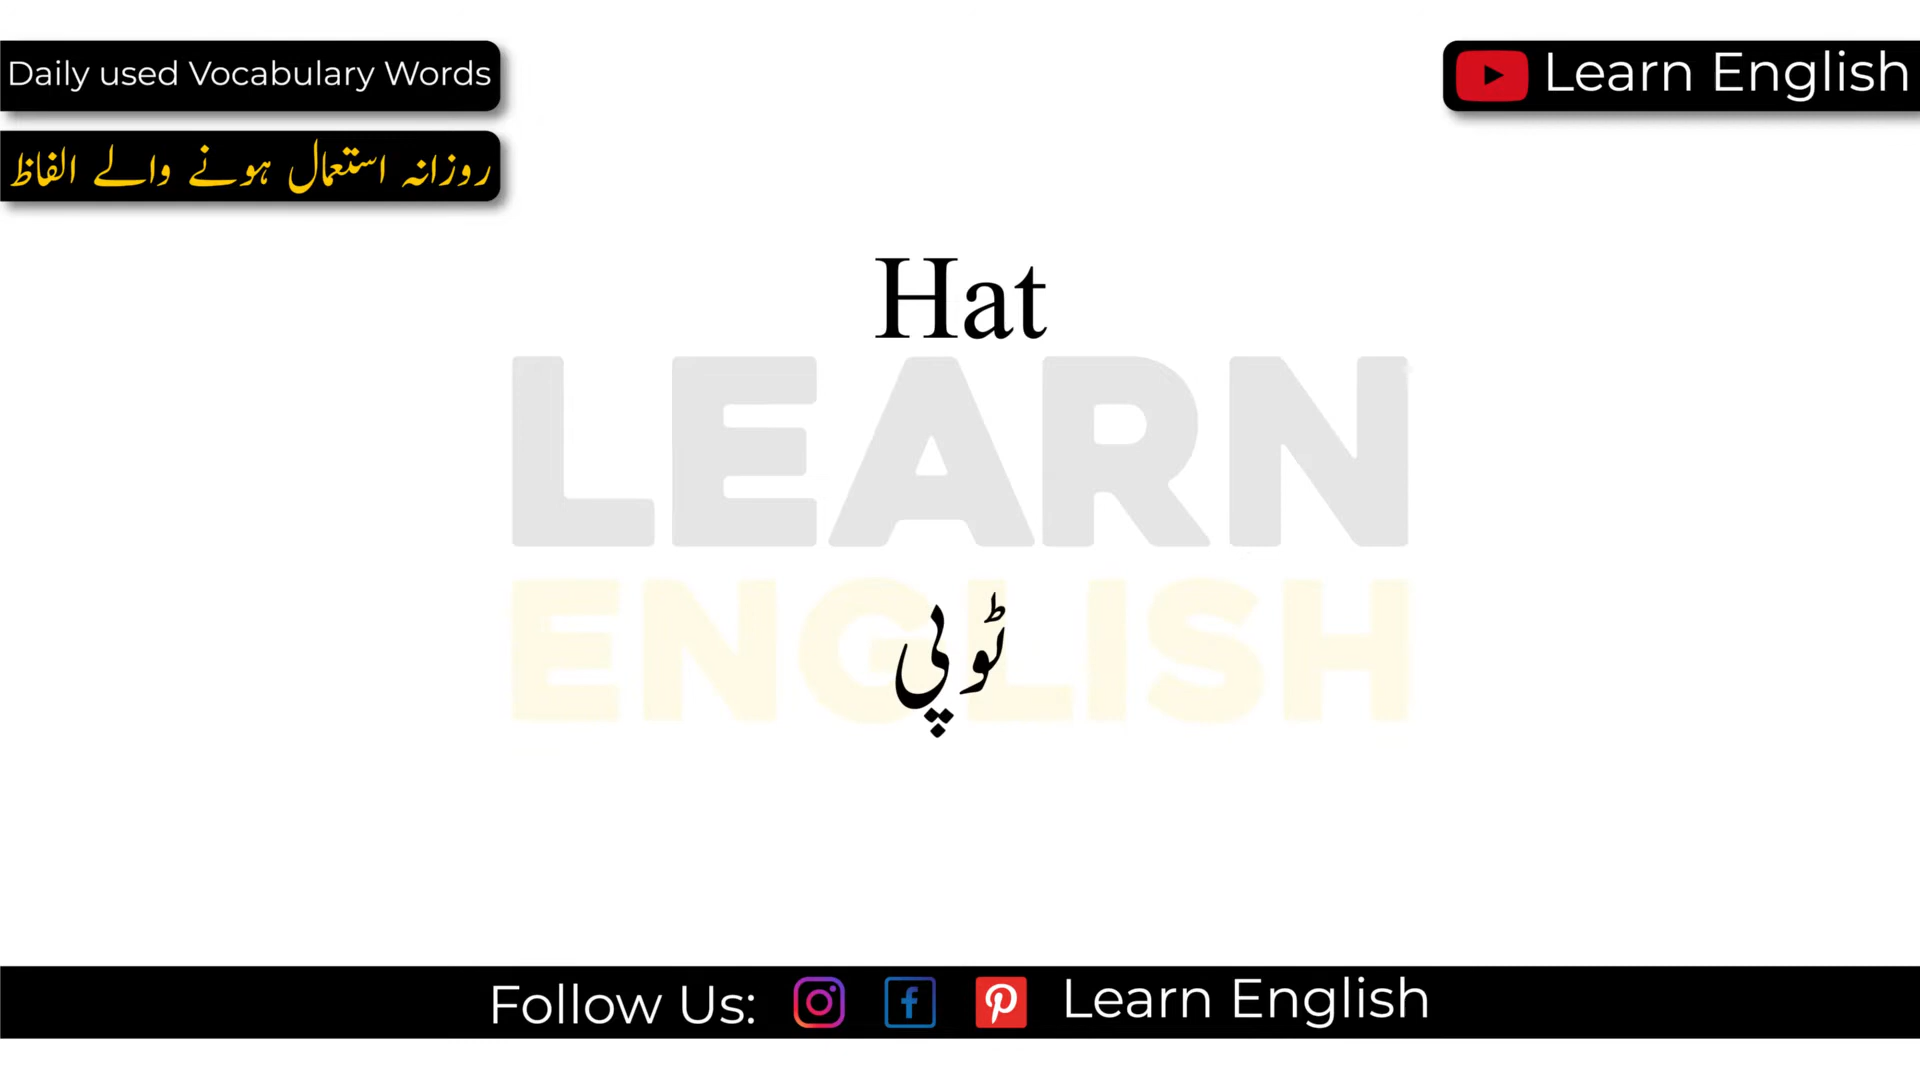 Daily used Vocabulary Words
Learn English
روزانہ استعمال ہونے والے الفاظ
Hat
LEARN
ENGLISH
ٹوپی
Follow Us: Learn English